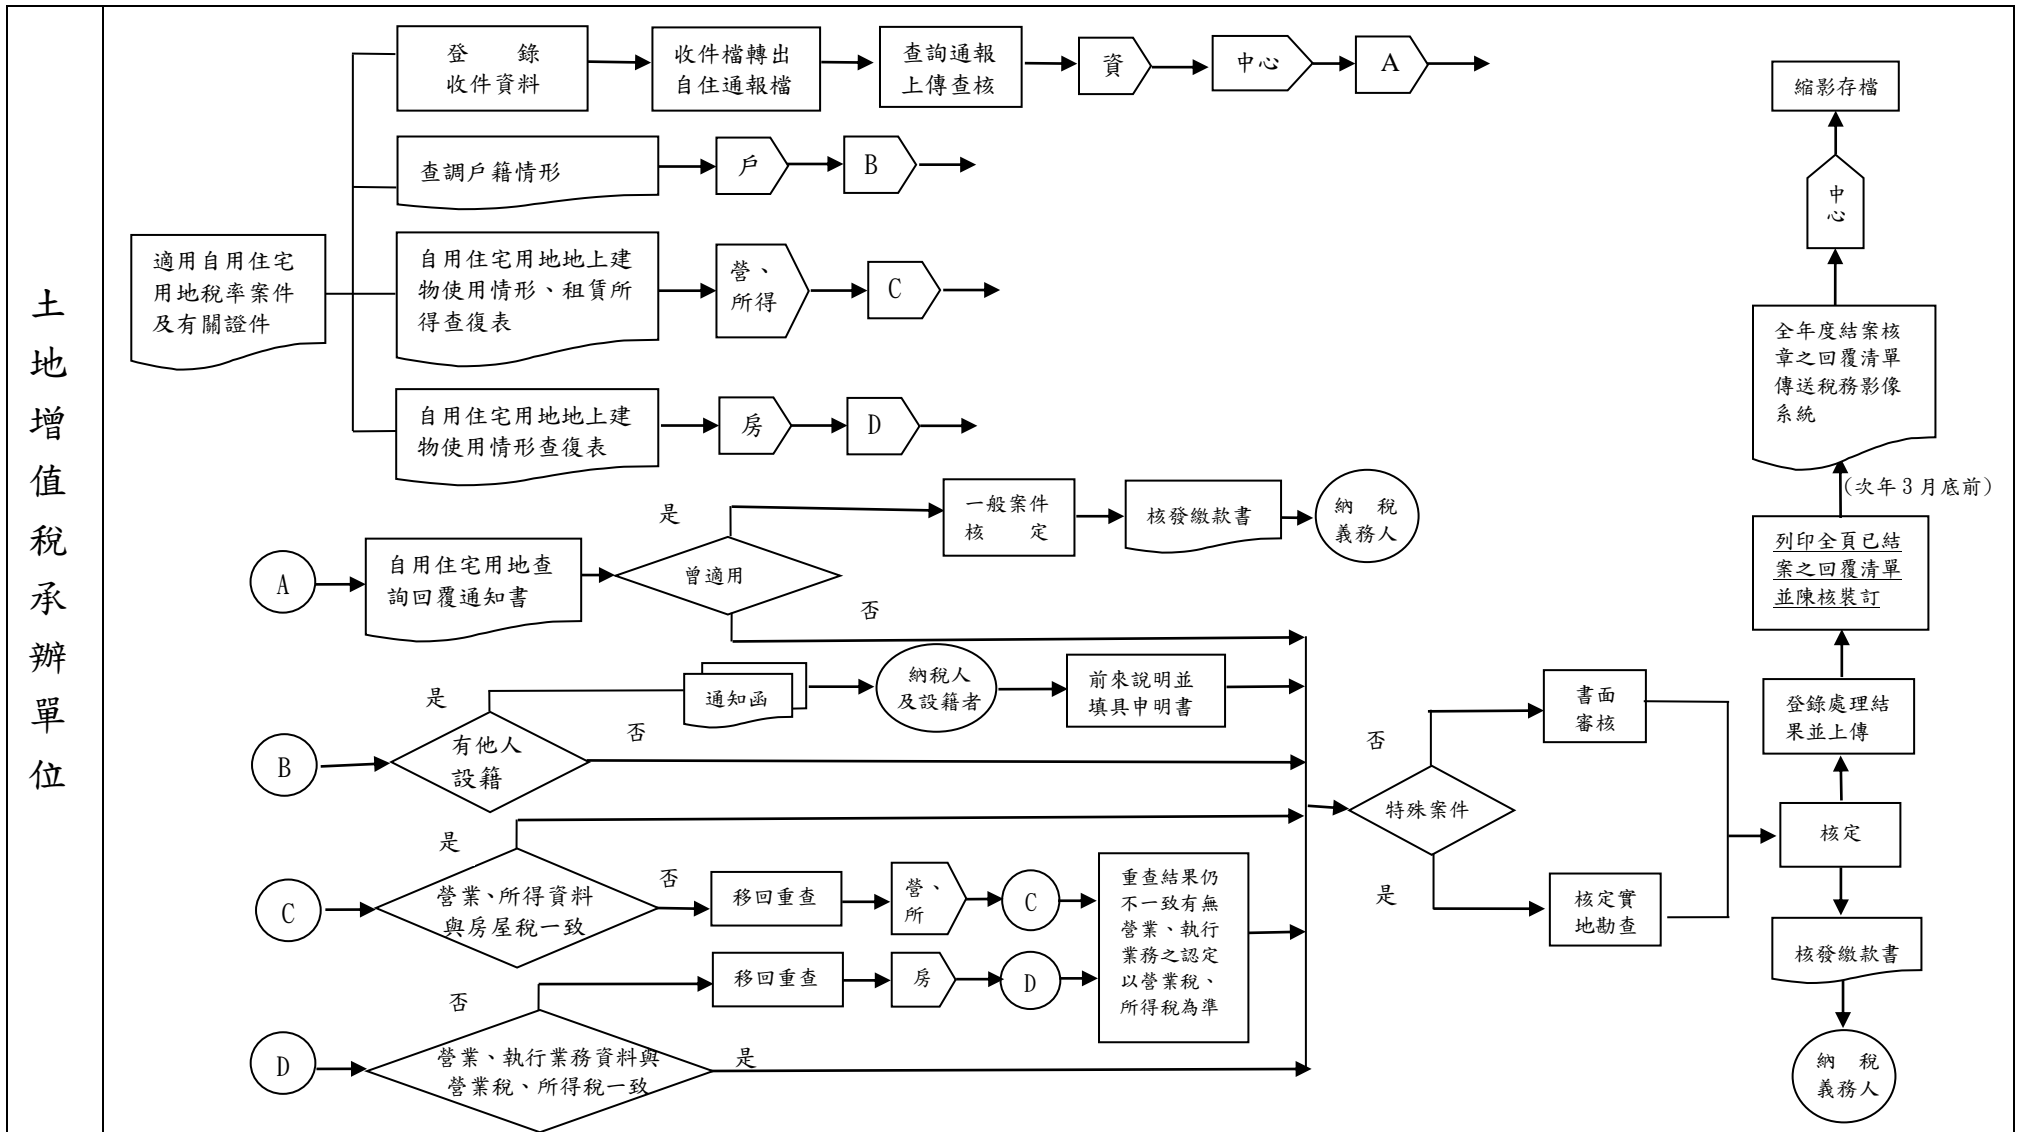 土地增值稅承辦單位
登　　錄
收件資料
收件檔轉出
自住通報檔
查詢通報
上傳查核
資
中心
A
查調戶籍情形
戶
B
適用自用住宅
用地稅率案件
及有關證件
自用住宅用地地上建
物使用情形、租賃所
得查復表
營、
所得
C
自用住宅用地地上建
物使用情形查復表
房
D
A
自用住宅用地查
詢回覆通知書
曾適用
是
否
一般案件
核　　定
核發繳款書
納　稅
義務人
B
有他人
設籍
是
否
通知函
納稅人
及設籍者
前來說明並
填具申明書
C
營業、所得資料
與房屋稅一致
是
否
移回重查
營、
所
C
D
營業、執行業務資料與
營業稅、所得稅一致
否
是
移回重查
房
D
重查結果仍
不一致有無
營業、執行
業務之認定
以營業稅、
所得稅為準
特殊案件
否
是
書面
審核
核定實
地勘查
核定
核發繳款書
納　稅
義務人
登錄處理結
果並上傳
列印全頁已結
案之回覆清單
並陳核裝訂
(次年 3 月底前)
全年度結案核
章之回覆清單
傳送稅務影像
系統
中
心
縮影存檔